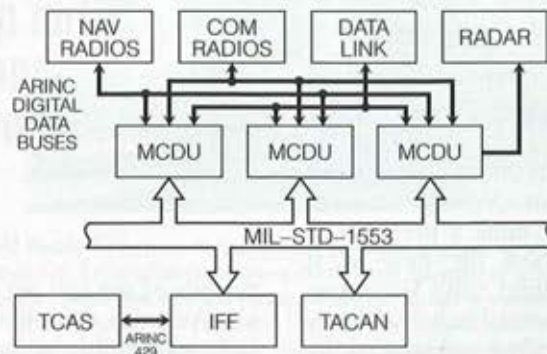 NAV
RADIOS
COM
RADIOS
DATA
LINK
RADAR
ARINC
DIGITAL
DATA
BUSES
MCDU
MCDU
MCDU
MIL-STD-1553
TCAS
ARINC
429
IFF
TACAN